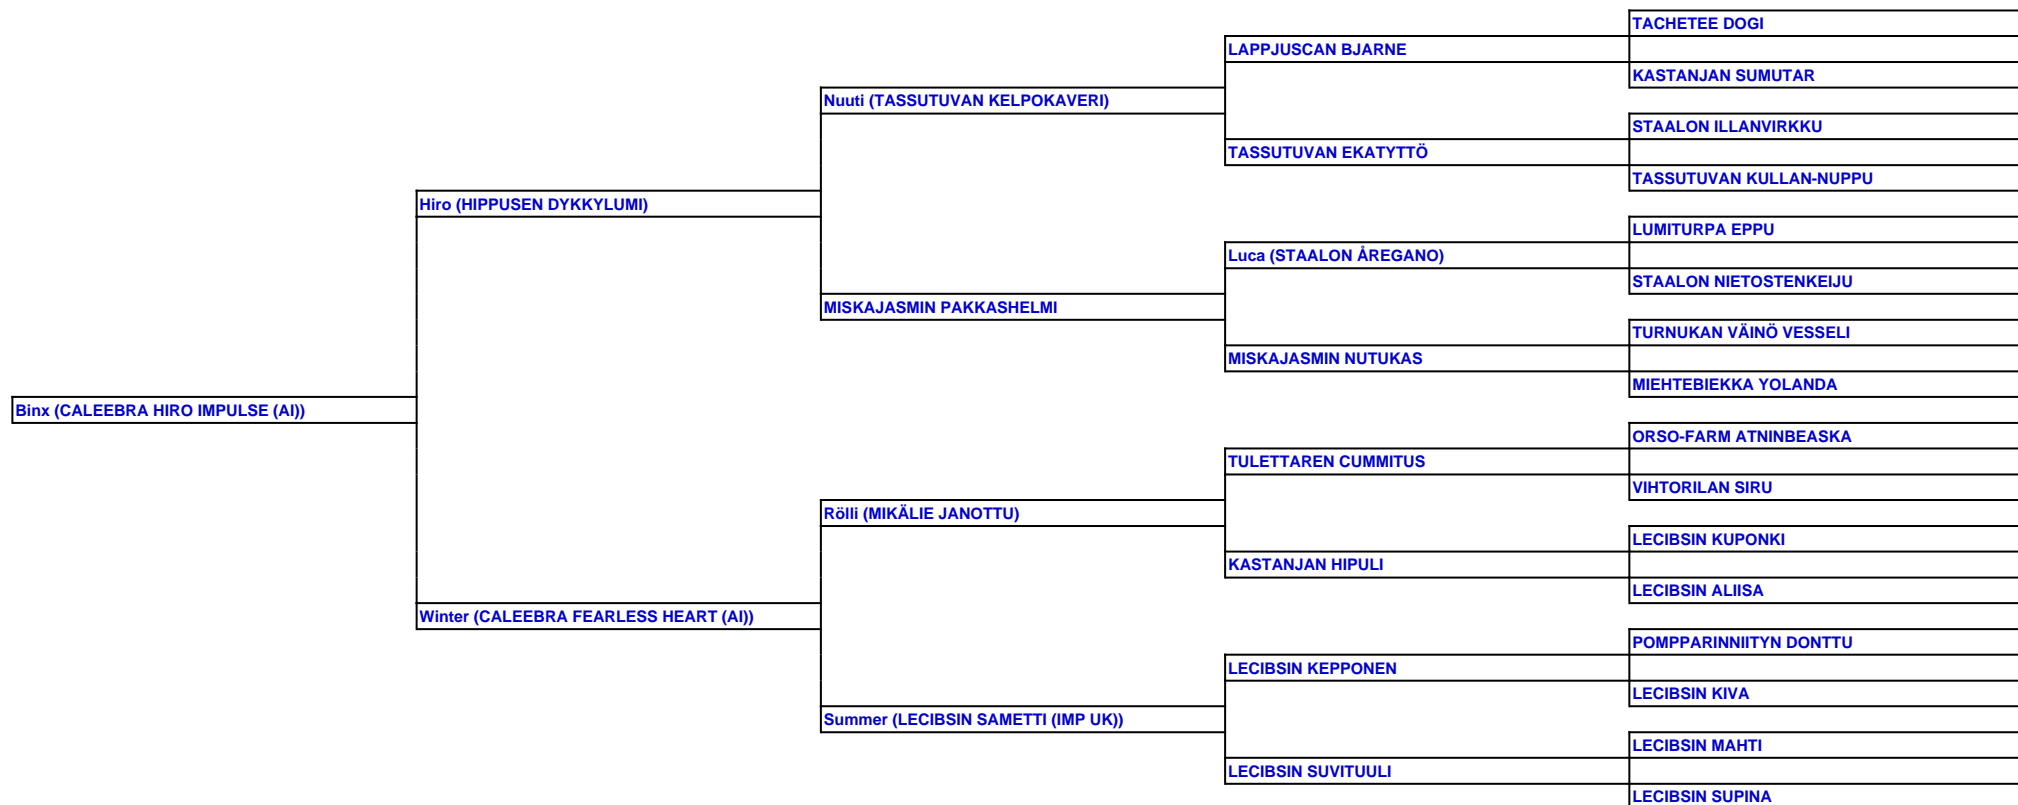 TACHETEE DOGI
LAPPJUSCAN BJARNE
KASTANJAN SUMUTAR
Nuuti (TASSUTUVAN KELPOKAVERI)
STAALON ILLANVIRKKU
TASSUTUVAN EKATYTTÖ
TASSUTUVAN KULLAN-NUPPU
Hiro (HIPPUSEN DYKKYLUMI)
LUMITURPA EPPU
Luca (STAALON ÅREGANO)
STAALON NIETOSTENKEIJU
MISKAJASMIN PAKKASHELMI
TURNUKAN VÄINÖ VESSELI
MISKAJASMIN NUTUKAS
MIEHTEBIEKKA YOLANDA
Binx (CALEEBRA HIRO IMPULSE (AI))
ORSO-FARM ATNINBEASKA
TULETTAREN CUMMITUS
VIHTORILAN SIRU
Rölli (MIKÄLIE JANOTTU)
LECIBSIN KUPONKI
KASTANJAN HIPULI
LECIBSIN ALIISA
Winter (CALEEBRA FEARLESS HEART (AI))
POMPPARINNIITYN DONTTU
LECIBSIN KEPPONEN
LECIBSIN KIVA
Summer (LECIBSIN SAMETTI (IMP UK))
LECIBSIN MAHTI
LECIBSIN SUVITUULI
LECIBSIN SUPINA